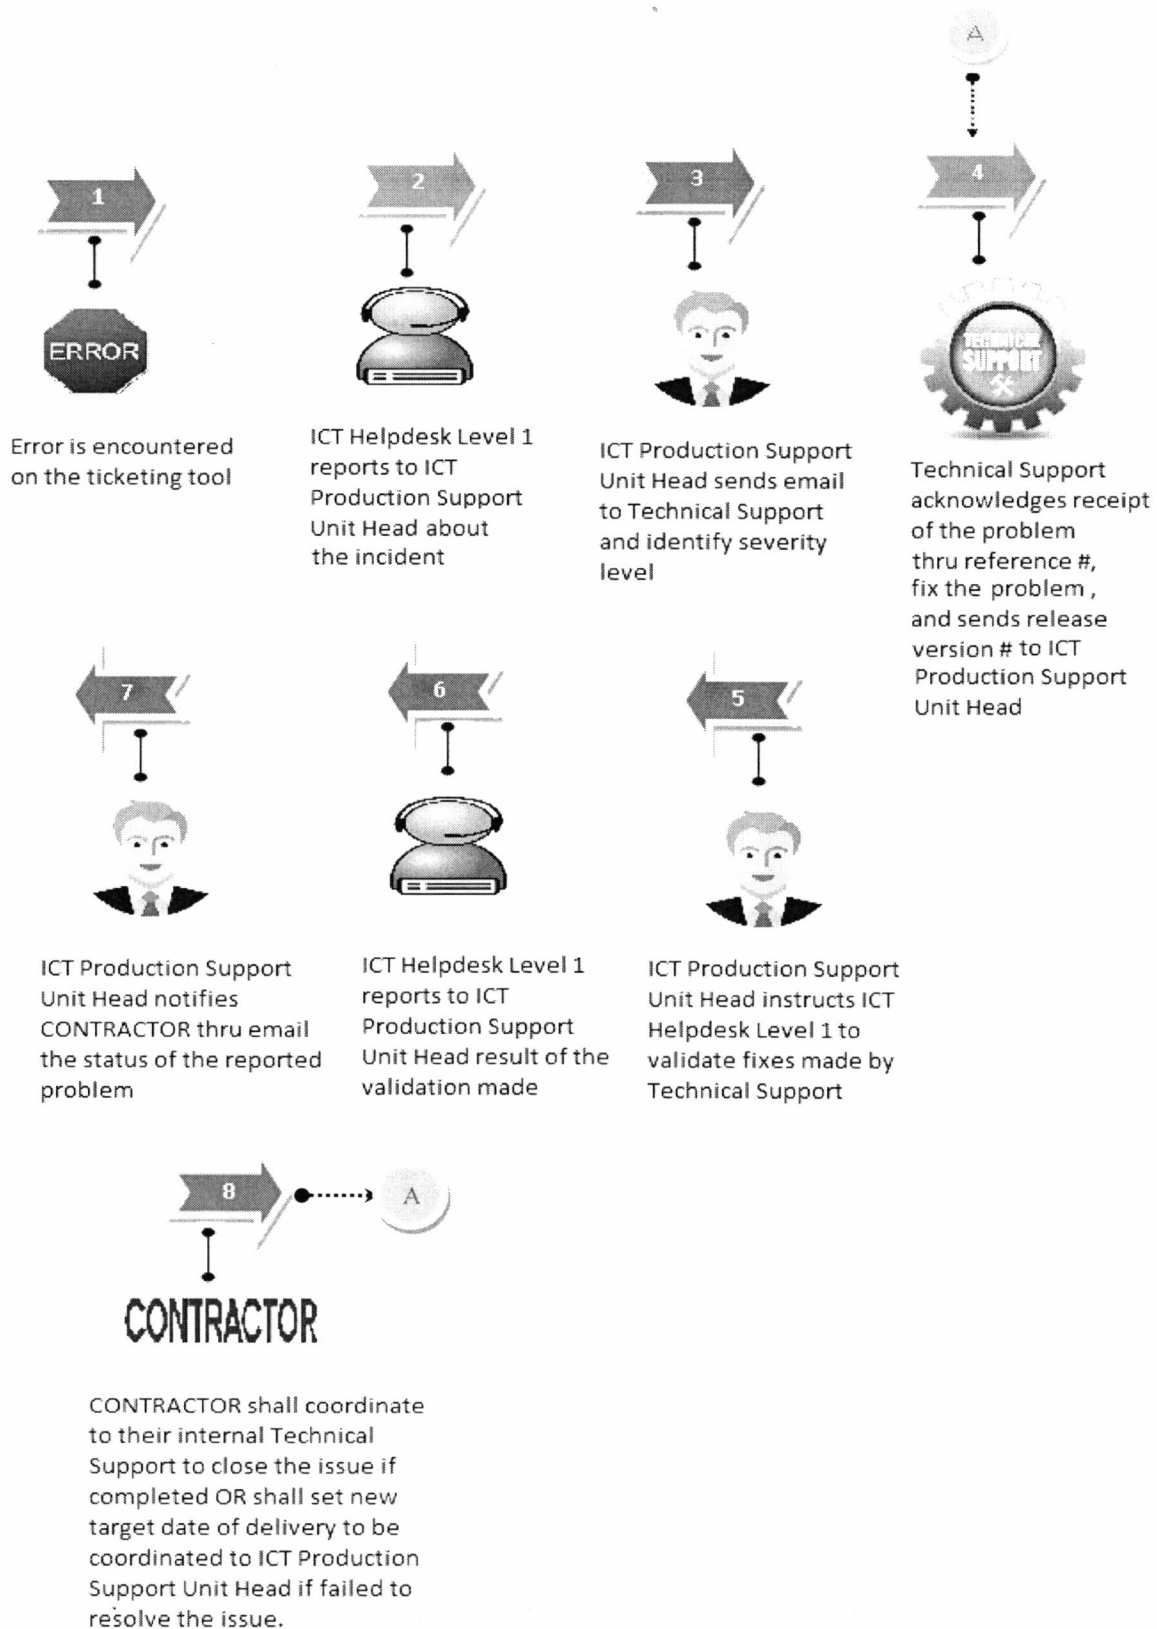 A
1
2
3
4
ERROR
TECHNICAL
SUPPORT
Error is encountered
on the ticketing tool
ICT Helpdesk Level 1
reports to ICT
Production Support
Unit Head about
the incident
ICT Production Support
Unit Head sends email
to Technical Support
and identify severity
level
Technical Support
acknowledges receipt
of the problem
thru reference #,
fix the problem ,
and sends release
version # to ICT
Production Support
Unit Head
7
6
5
ICT Production Support
Unit Head notifies
CONTRACTOR thru email
the status of the reported
problem
ICT Helpdesk Level 1
reports to ICT
Production Support
Unit Head result of the
validation made
ICT Production Support
Unit Head instructs ICT
Helpdesk Level 1 to
validate fixes made by
Technical Support
8
A
CONTRACTOR
CONTRACTOR shall coordinate
to their internal Technical
Support to close the issue if
completed OR shall set new
target date of delivery to be
coordinated to ICT Production
Support Unit Head if failed to
resolve the issue.